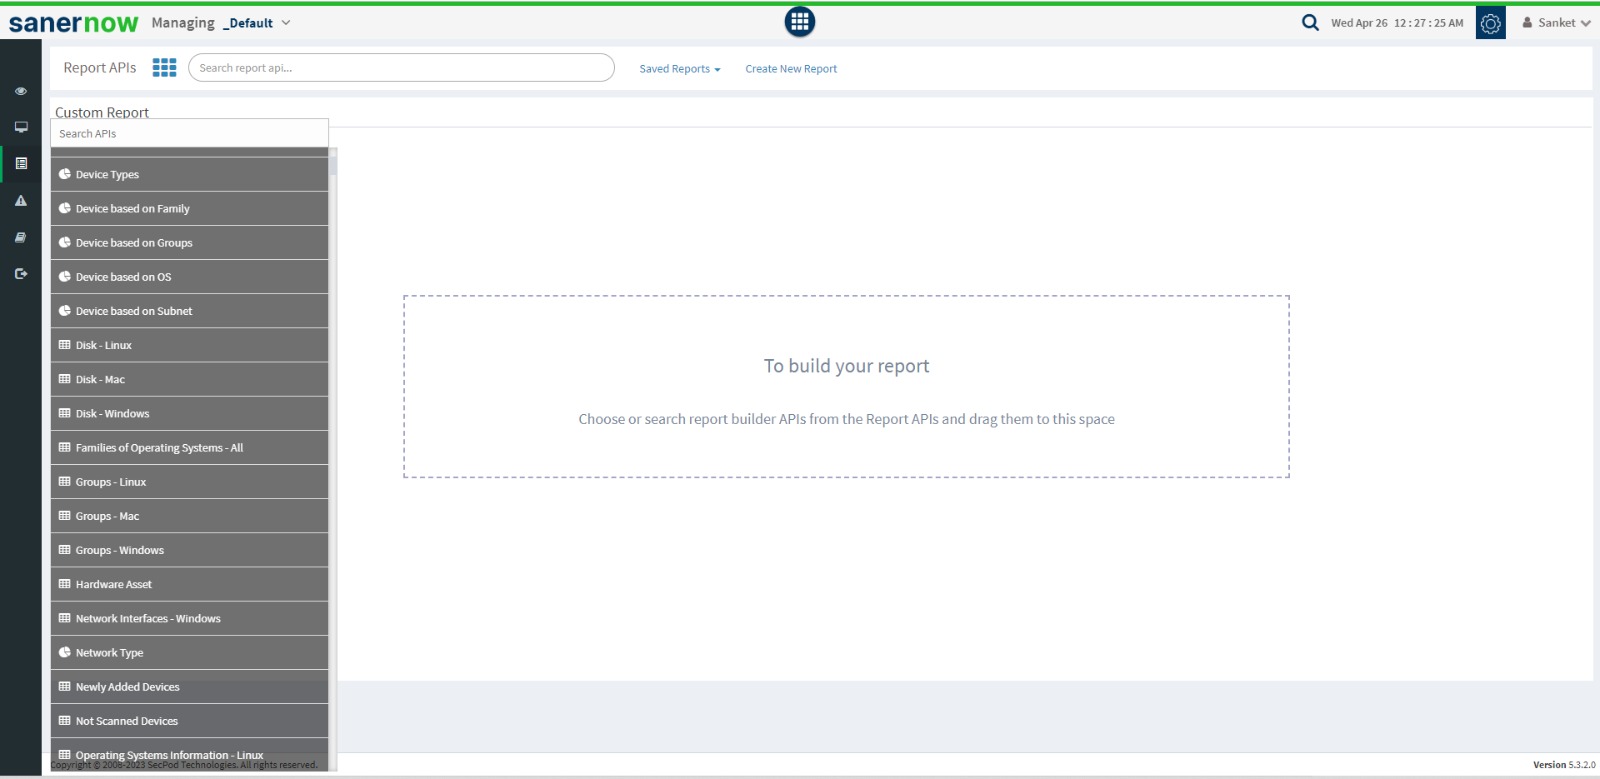 sanernow Managing _Default
Wed Apr 26 12 : 27 : 25 AM Sanket
Report APIs
Search report api...
Saved Reports
Create New Report
Custom Report
Search APIs
Device Types
Device based on Family
Device based on Groups
Device based on OS
Device based on Subnet
Disk - Linux
Disk - Mac
Disk - Windows
Families of Operating Systems - All
Groups - Linux
Groups - Mac
Groups - Windows
Hardware Asset
Network Interfaces - Windows
Network Type
Newly Added Devices
Not Scanned Devices
Operating Systems Information - Linux
To build your report
Choose or search report builder APIs from the Report APIs and drag them to this space
Copyright © 2008-2023 SecPod Technologies. All rights reserved.
Version 5.3.2.0